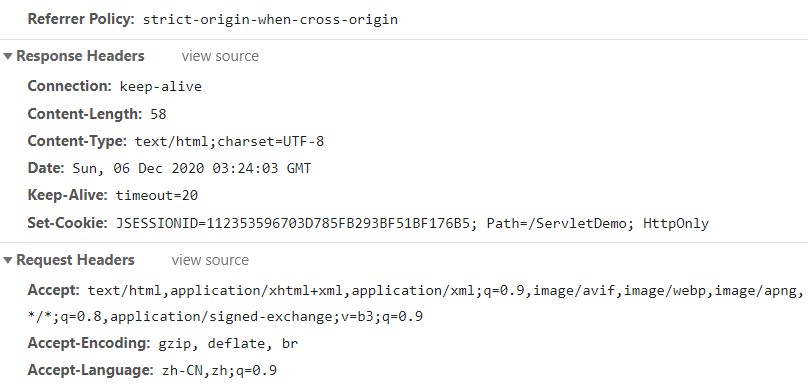 Referrer Policy: strict-origin-when-cross-origin
Response Headers view source
Connection: keep-alive
Content-Length: 58
Content-Type: text/html;charset=UTF-8
Date: Sun, 06 Dec 2020 03:24:03 GMT
Keep-Alive: timeout=20
Set-Cookie: JSESSIONID=112353596703D785FB293BF51BF176B5; Path=/ServletDemo; HttpOnly
Request Headers view source
Accept: text/html,application/xhtml+xml,application/xml;q=0.9,image/avif,image/webp,image/apng,
*/*;q=0.8,application/signed-exchange;v=b3;q=0.9
Accept-Encoding: gzip, deflate, br
Accept-Language: zh-CN,zh;q=0.9